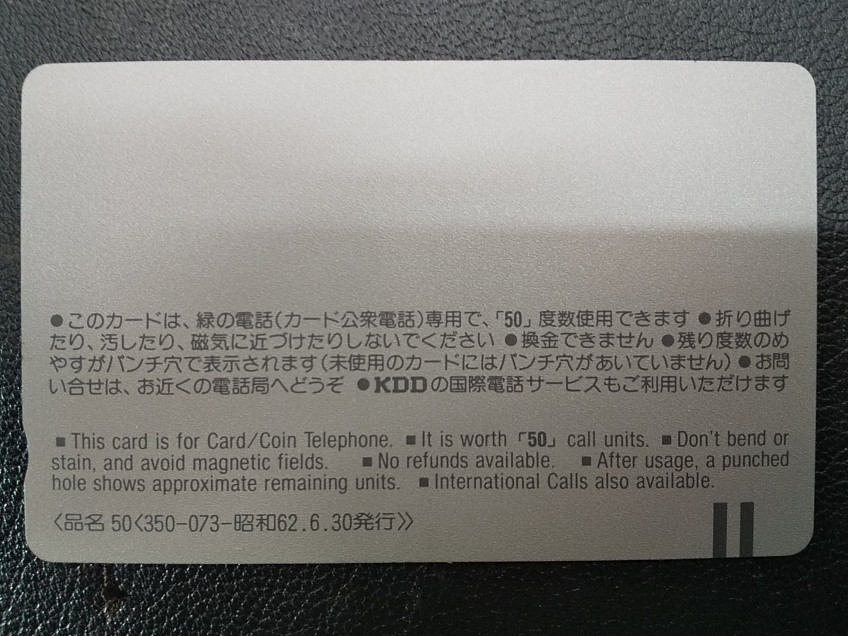 ●このカードは、緑の電話(カード公衆電話)専用で、「50」度数使用できます ●折り曲げ
たり、汚したり、磁気に近づけたりしないでください ●換金できません ●残り度数のめ
やすがパンチ穴で表示されます(未使用のカードにはパンチ穴があいていません) ●お問
い合せは、お近くの電話局へどうぞ ●KDDの国際電話サービスもご利用いただけます
■This card is for Card/Coin Telephone. ■It is worth「50」call units. ■Don't bend or
stain, and avoid magnetic fields. ■No refunds available. ■After usage, a punched
hole shows approximate remaining units. ■International Calls also available.
〈品名 50〈350-073-昭和62.6.30発行〉〉